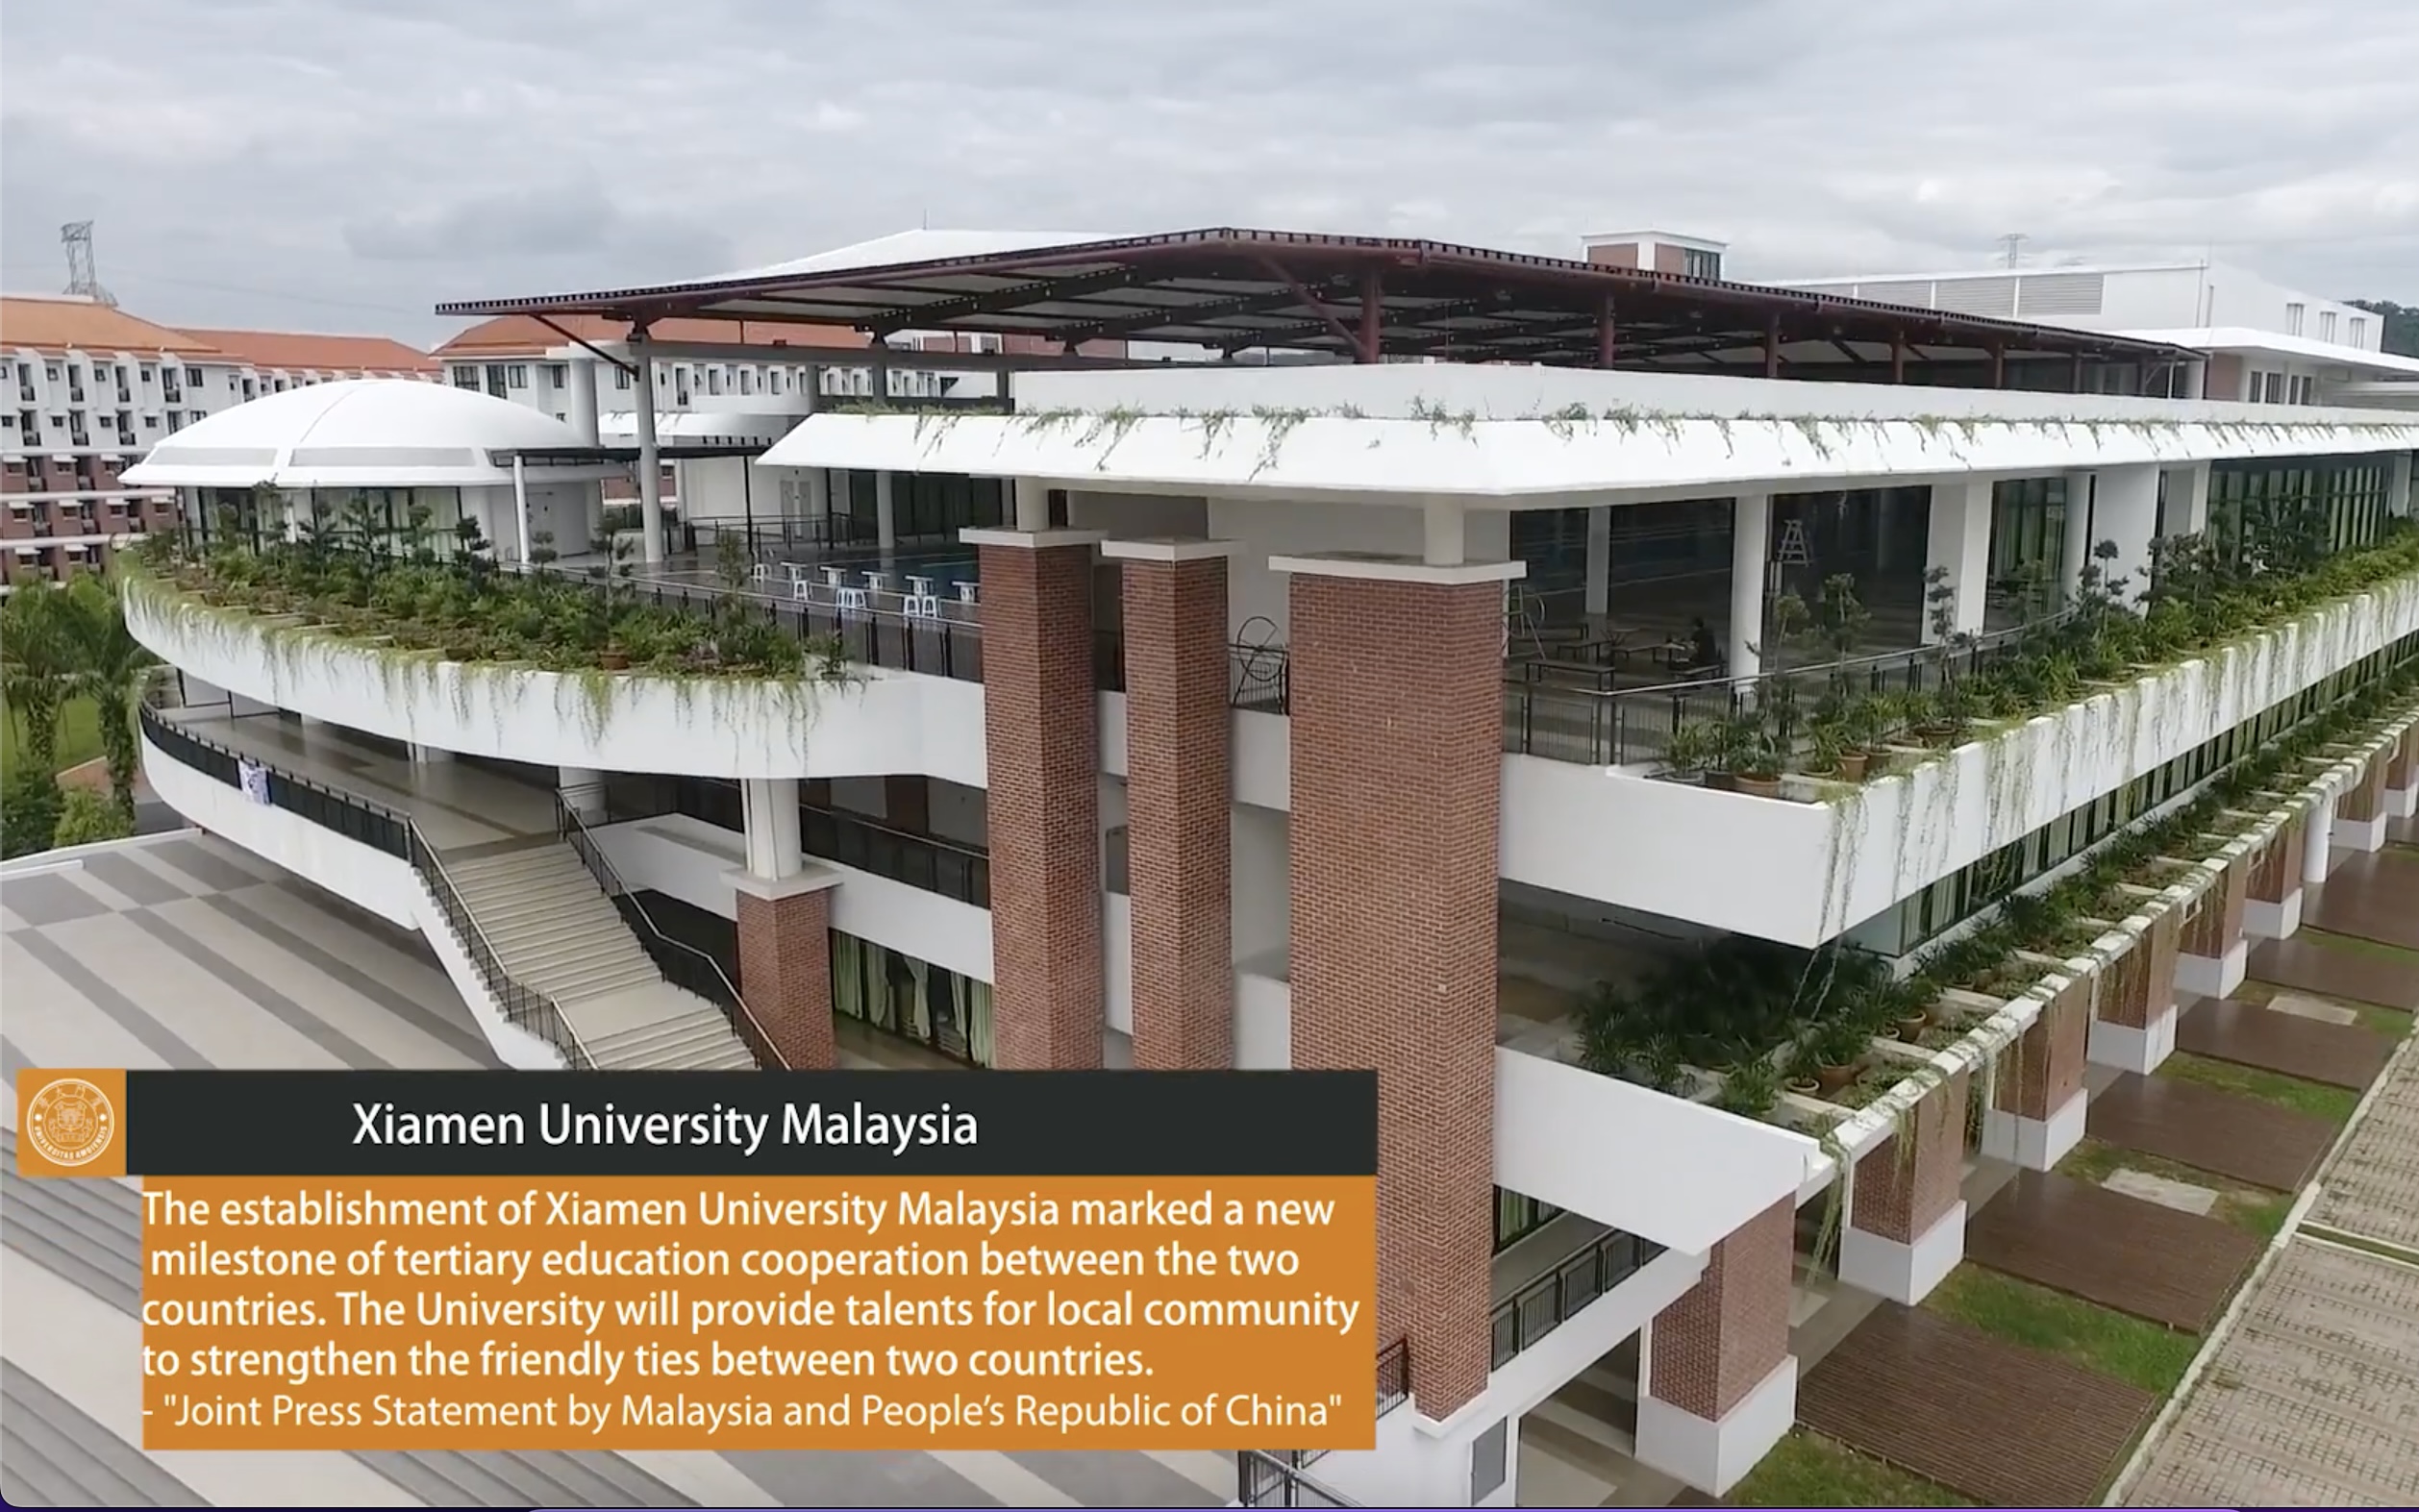 Xiamen University Malaysia
The establishment of Xiamen University Malaysia marked a new
milestone of tertiary education cooperation between the two
countries. The University will provide talents for local community
to strengthen the friendly ties between two countries.
- "Joint Press Statement by Malaysia and People’s Republic of China"